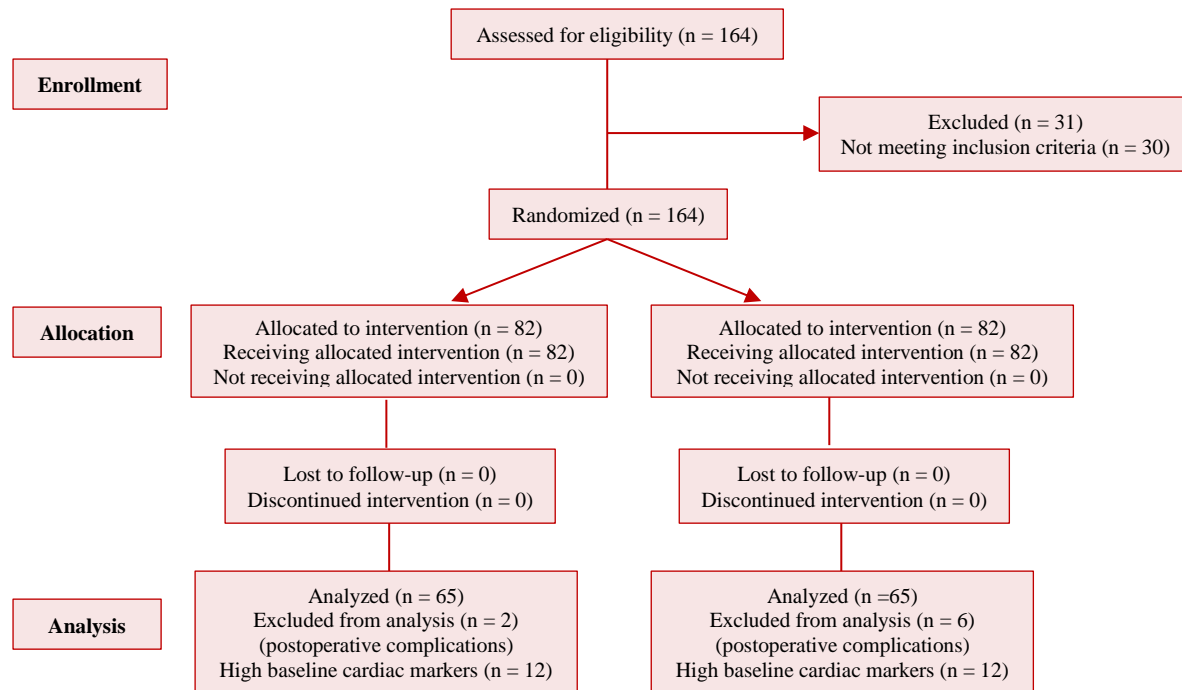 Assessed for eligibility (n = 164)
Enrollment
Excluded (n = 31)
Not meeting inclusion criteria (n = 30)
Randomized (n = 164)
Allocation
Allocated to intervention (n = 82)
Receiving allocated intervention (n = 82)
Not receiving allocated intervention (n = 0)
Allocated to intervention (n = 82)
Receiving allocated intervention (n = 82)
Not receiving allocated intervention (n = 0)
Lost to follow-up (n = 0)
Discontinued intervention (n = 0)
Lost to follow-up (n = 0)
Discontinued intervention (n = 0)
Analysis
Analyzed (n = 65)
Excluded from analysis (n = 2)
(postoperative complications)
High baseline cardiac markers (n = 12)
Analyzed (n =65)
Excluded from analysis (n = 6)
(postoperative complications)
High baseline cardiac markers (n = 12)